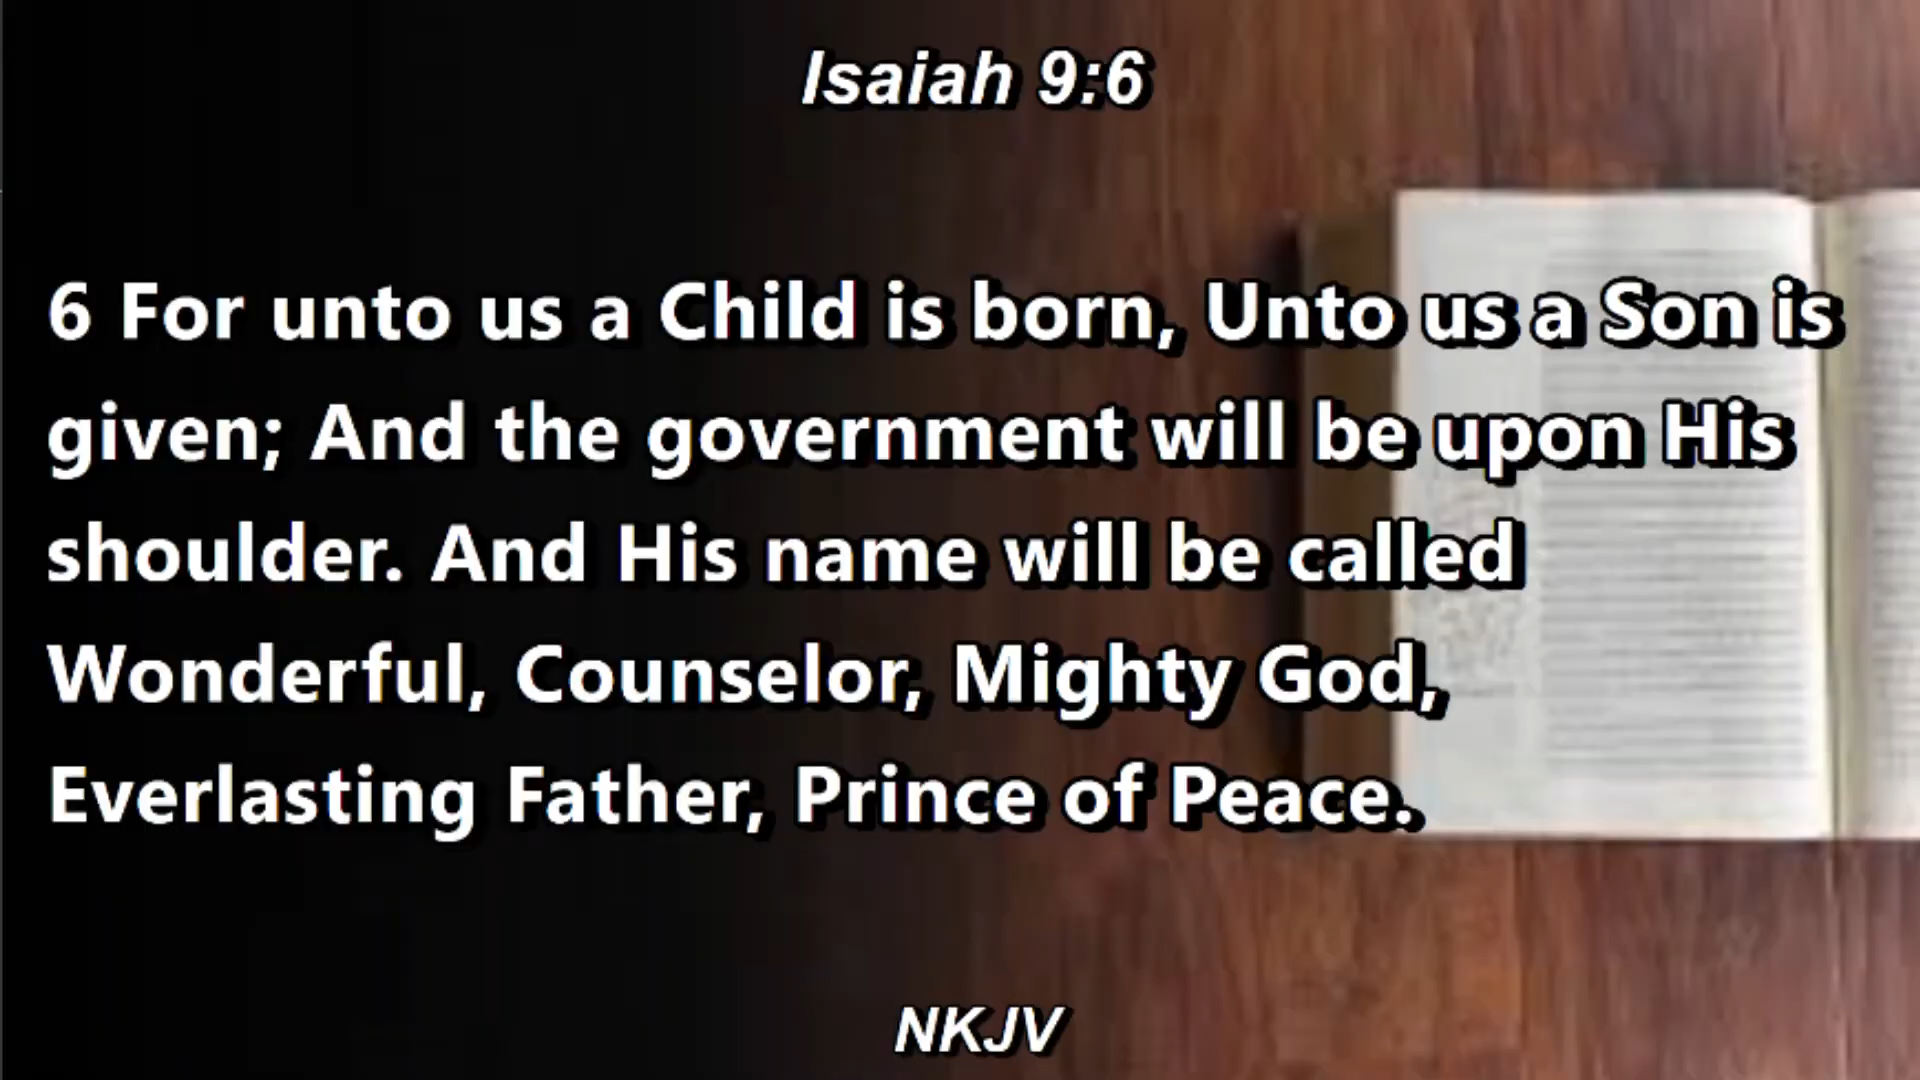 Isaiah 9:6
6 For unto us a Child is born, Unto us a Son is
given; And the government will be upon His
shoulder. And His name will be called
Wonderful, Counselor, Mighty God,
Everlasting Father, Prince of Peace.
NKJV